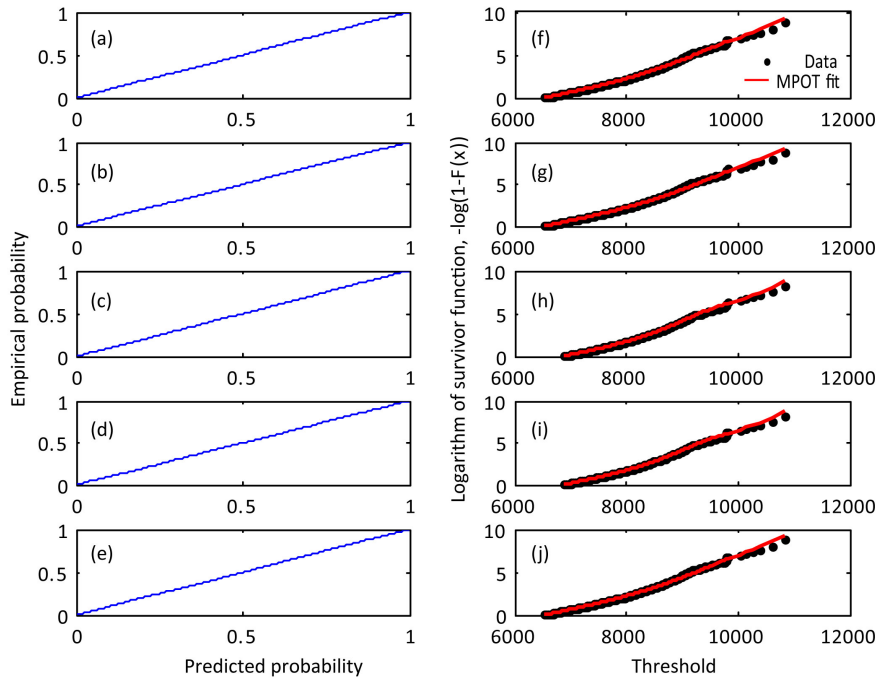 Empirical probability
1
0.5
0
(a)
0 0.5 1
1
0.5
0
(b)
0 0.5 1
1
0.5
0
(c)
0 0.5 1
1
0.5
0
(d)
0 0.5 1
1
0.5
0
(e)
0 0.5 1
Predicted probability
Logarithm of survivor function, -log(1-F(x))
10
5
0
(f)
Data
MPOT fit
6000 8000 10000 12000
10
5
0
(g)
6000 8000 10000 12000
10
5
0
(h)
6000 8000 10000 12000
10
5
0
(i)
6000 8000 10000 12000
10
5
0
(j)
6000 8000 10000 12000
Threshold